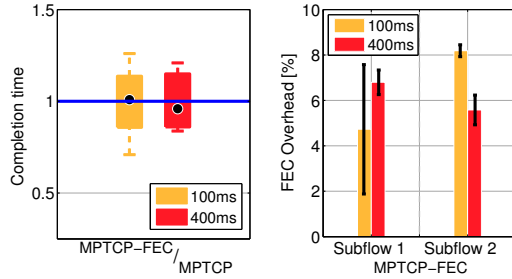 Completion time
1.5
1
0.5
100ms
400ms
MPTCP-FEC/MPTCP
FEC Overhead [%]
10
8
6
4
2
0
100ms
400ms
Subflow 1
Subflow 2
MPTCP-FEC